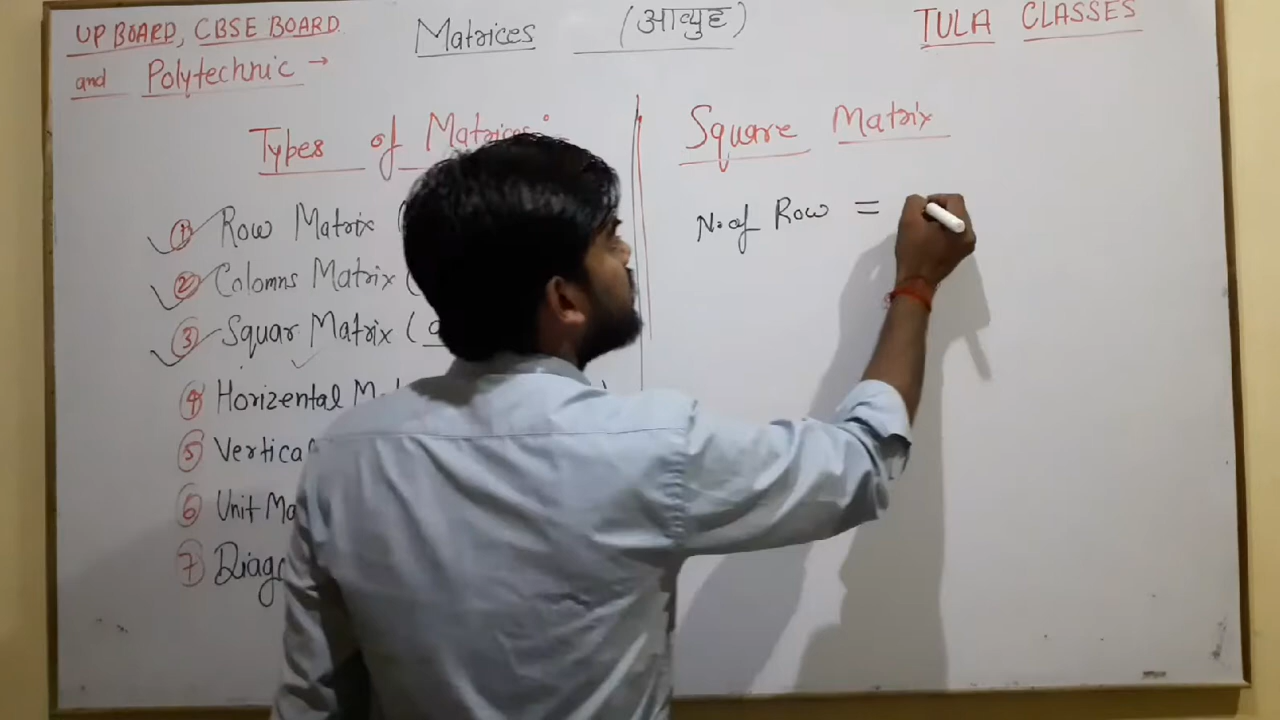 UP BOARD, CBSE BOARD
and Polytechnic →
Matrices (आव्युह)
TULA CLASSES
Types of Matrices:
① Row Matrix (
② Colomns Matrix (
③ Squar Matrix (
④ Horizental
⑤
⑥ Unit
⑦
Square Matrix
No. of Row =